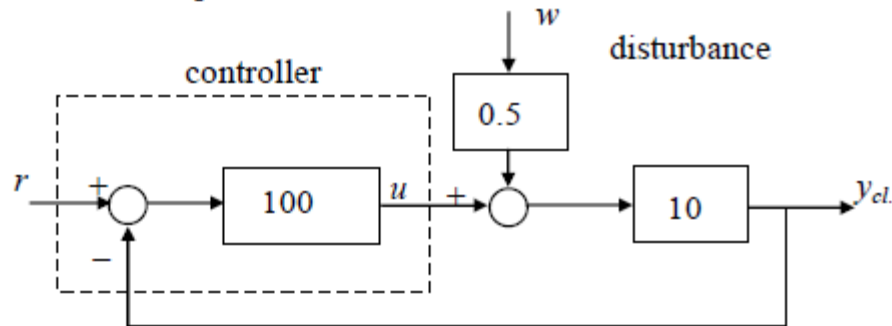 w
disturbance
controller
0.5
r
+
100
u
+
10
y_cl.
−